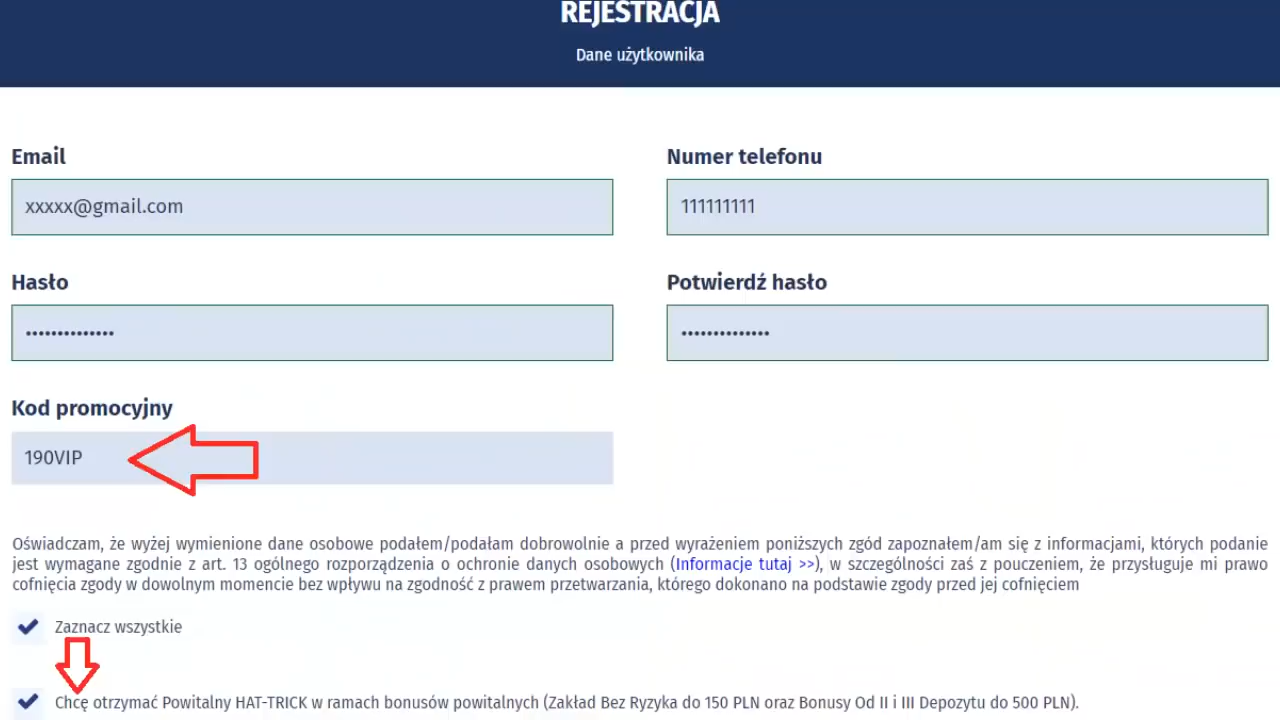 REJESTRACJA
Dane użytkownika
Email
Numer telefonu
xxxxx@gmail.com
111111111
Hasło
Potwierdź hasło
••••••••••••••
••••••••••••••
Kod promocyjny
190VIP
Oświadczam, że wyżej wymienione dane osobowe podałem/podałam dobrowolnie a przed wyrażeniem poniższych zgód zapoznałem/am się z informacjami, których podanie
jest wymagane zgodnie z art. 13 ogólnego rozporządzenia o ochronie danych osobowych (Informacje tutaj >>), w szczególności zaś z pouczeniem, że przysługuje mi prawo
cofnięcia zgody w dowolnym momencie bez wpływu na zgodność z prawem przetwarzania, którego dokonano na podstawie zgody przed jej cofnięciem
Zaznacz wszystkie
Chcę otrzymać Powitalny HAT-TRICK w ramach bonusów powitalnych (Zakład Bez Ryzyka do 150 PLN oraz Bonusy Od II i III Depozytu do 500 PLN).